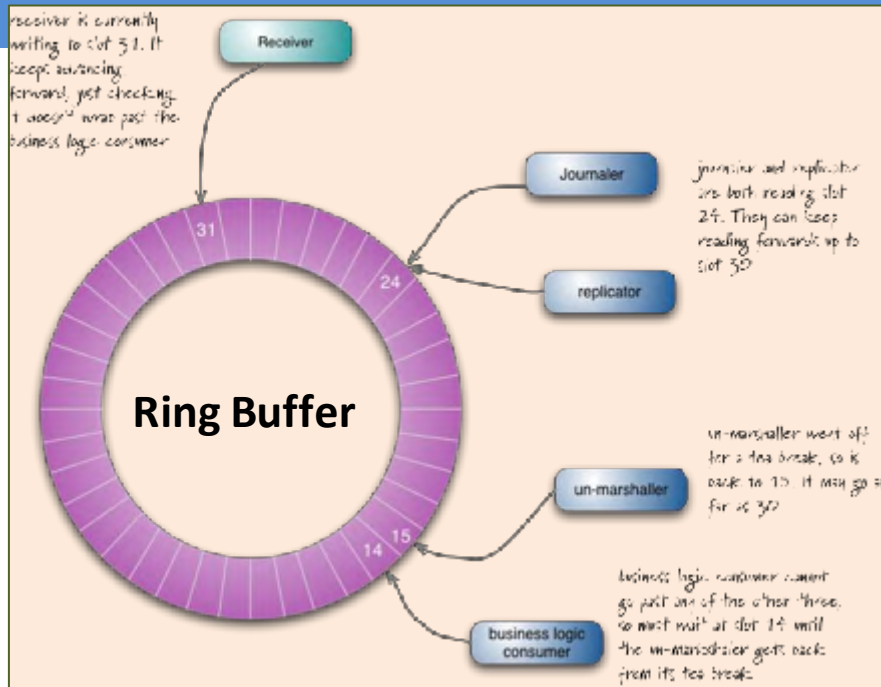 receiver is currently
writing to slot 31. It
keeps advancing
forward, just checking
it doesn't wrap past the
business logic consumer
Receiver
Journaler
journaler and replicator
are both reading slot
24. They can keep
reading forwards up to
slot 30
replicator
31
24
Ring Buffer
un-marshaller went off
for a tea break, so is
back to 15. it may go a
far as 30
un-marshaller
15
14
business logic consumer cannot
go past any of the other three,
so must wait at slot 14 until
the un-marshaller gets back
from its tea break
business logic
consumer